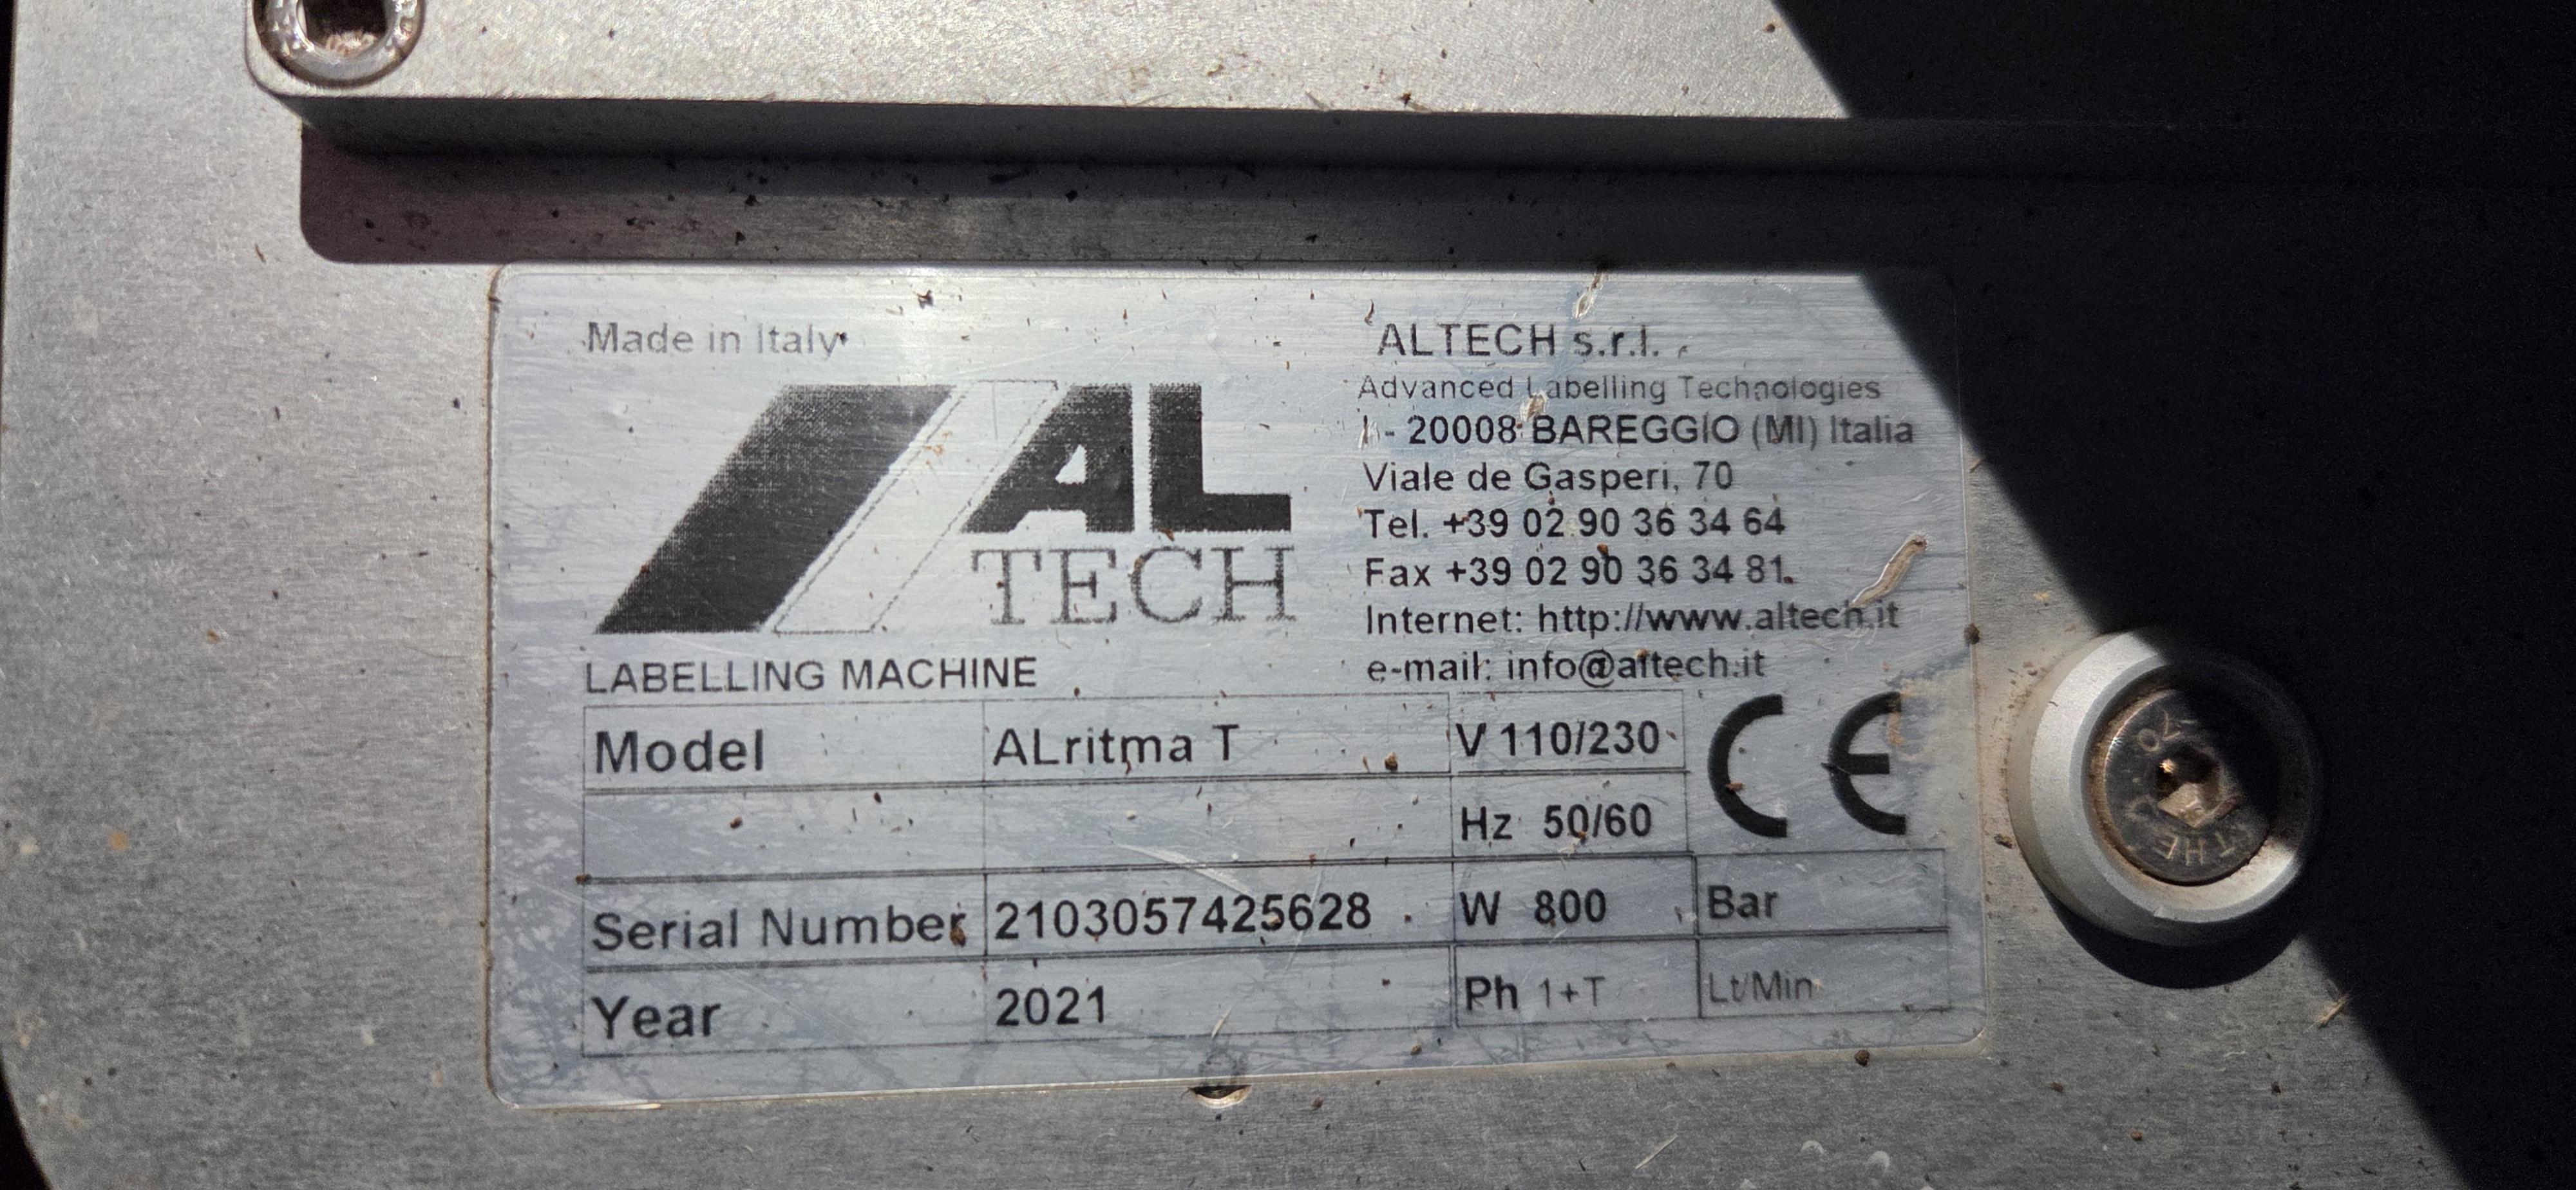 Made in Italy
AL
TECH
ALTECH s.r.l.
Advanced Labelling Technologies
I - 20008 BAREGGIO (MI) Italia
Viale de Gasperi, 70
Tel. +39 02 90 36 34 64
Fax +39 02 90 36 34 81
Internet: http://www.altech.it
e-mail: info@altech.it
LABELLING MACHINE
Model ALritma T V 110/230 CE
Hz 50/60
Serial Number 2103057425628 W 800 Bar
Year 2021 Ph 1+T Lt/Min